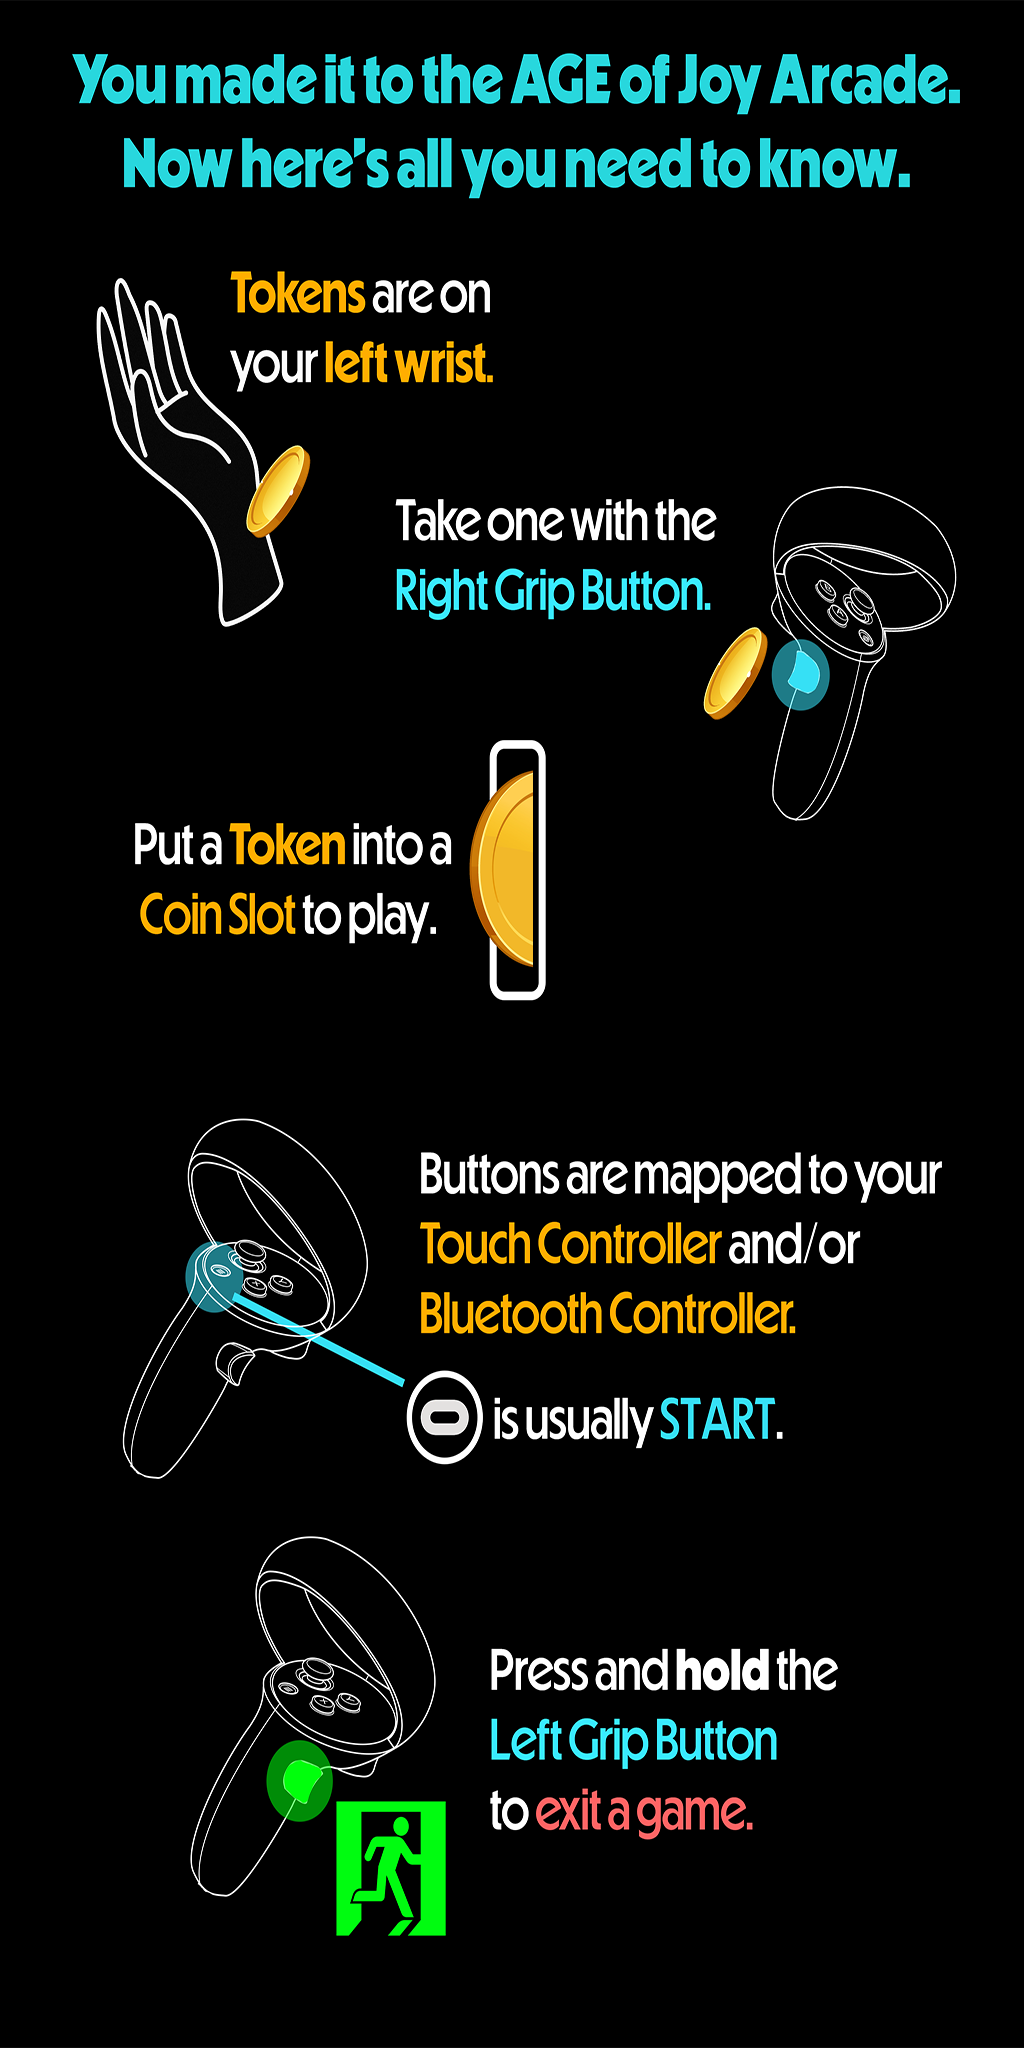 You made it to the AGE of Joy Arcade.
Now here's all you need to know.
Tokens are on
your left wrist.
Take one with the
Right Grip Button.
Put a Token into a
Coin Slot to play.
Buttons are mapped to your
Touch Controller and/or
Bluetooth Controller.
is usually START.
Press and hold the
Left Grip Button
to exit a game.